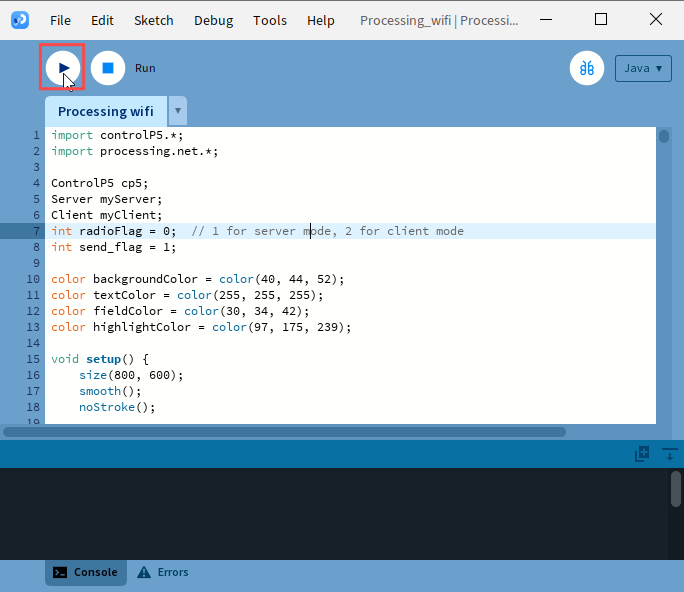 File Edit Sketch Debug Tools Help Processing_wifi | Processi...
Run
Java
Processing wifi
1 import controlP5.*;
2 import processing.net.*;
3
4 ControlP5 cp5;
5 Server myServer;
6 Client myClient;
7 int radioFlag = 0;  // 1 for server mode, 2 for client mode
8 int send_flag = 1;
9
10 color backgroundColor = color(40, 44, 52);
11 color textColor = color(255, 255, 255);
12 color fieldColor = color(30, 34, 42);
13 color highlightColor = color(97, 175, 239);
14
15 void setup() {
16     size(800, 600);
17     smooth();
18     noStroke();
19
Console Errors